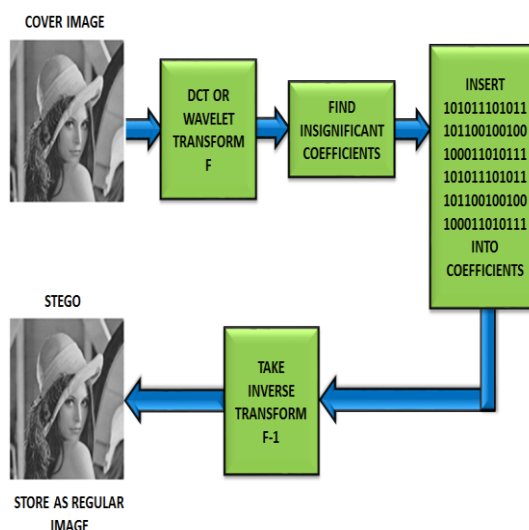 COVER IMAGE
DCT OR
WAVELET
TRANSFORM
F
FIND
INSIGNIFICANT
COEFFICIENTS
INSERT
101011101011
101100100100
100011010111
101011101011
101100100100
100011010111
INTO
COEFFICIENTS
STEGO
TAKE
INVERSE
TRANSFORM
F-1
STORE AS REGULAR
IMAGE